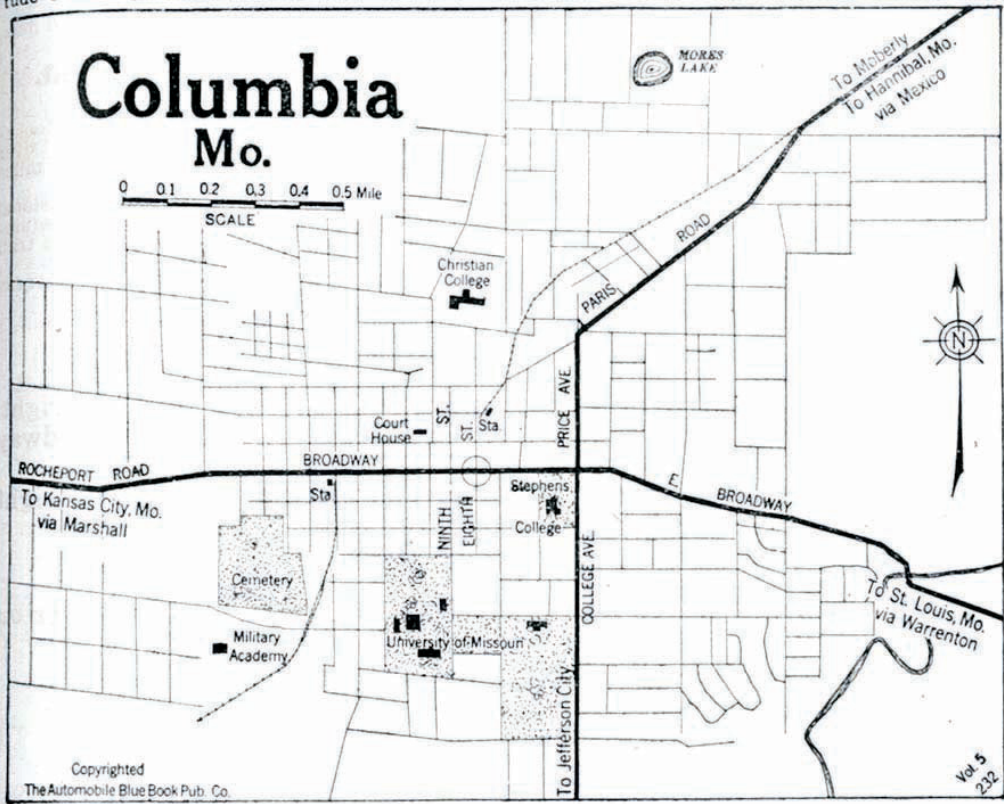 Columbia
Mo.
0 0.1 0.2 0.3 0.4 0.5 Mile
SCALE
MORES
LAKE
To Moberly
To Hannibal, Mo.
via Mexico
PARIS ROAD
Christian
College
N
PRICE AVE.
ST.
ST.
Sta.
Court
House
ROCHEPORT ROAD
BROADWAY
E. BROADWAY
To Kansas City, Mo.
via Marshall
Sta
Stephens
College
NINTH
EIGHTH
COLLEGE AVE.
Cemetery
Military
Academy
University of Missouri
To St. Louis, Mo.
via Warrenton
To Jefferson City
Copyrighted
The Automobile Blue Book Pub. Co.
Vol. 5
232